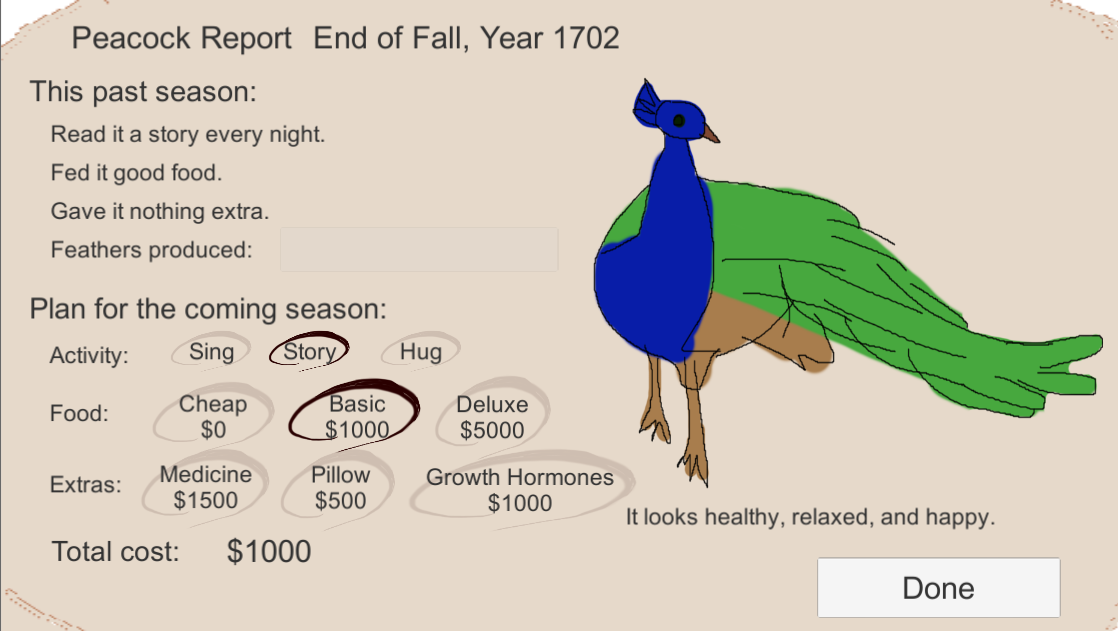 Peacock Report End of Fall, Year 1702
This past season:
Read it a story every night.
Fed it good food.
Gave it nothing extra.
Feathers produced:
Plan for the coming season:
Activity: Sing Story Hug
Food: Cheap $0 Basic $1000 Deluxe $5000
Extras: Medicine $1500 Pillow $500 Growth Hormones $1000
It looks healthy, relaxed, and happy.
Total cost: $1000
Done